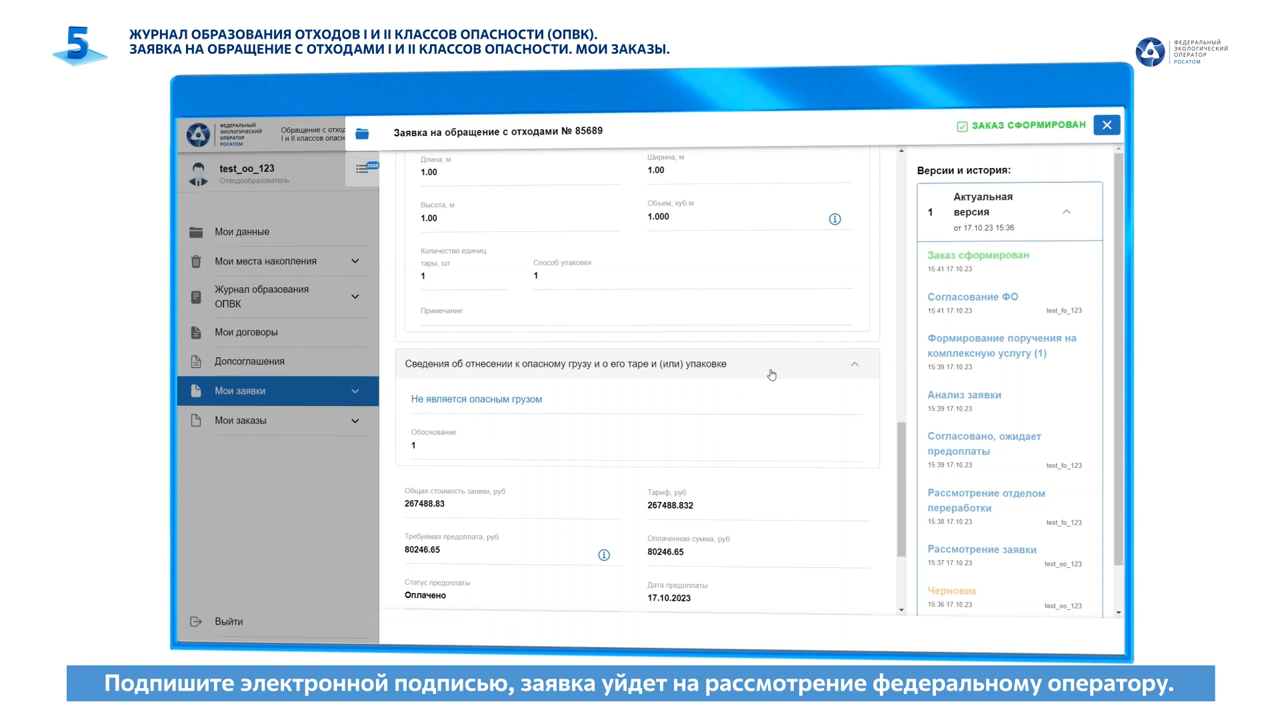 5
ЖУРНАЛ ОБРАЗОВАНИЯ ОТХОДОВ I И II КЛАССОВ ОПАСНОСТИ (ОПВК).
ЗАЯВКА НА ОБРАЩЕНИЕ С ОТХОДАМИ I И II КЛАССОВ ОПАСНОСТИ. МОИ ЗАКАЗЫ.
ФЕДЕРАЛЬНЫЙ
ЭКОЛОГИЧЕСКИЙ
ОПЕРАТОР
РОСАТОМ
ФЕДЕРАЛЬНЫЙ
ЭКОЛОГИЧЕСКИЙ
ОПЕРАТОР
РОСАТОМ
Обращение с отход
I и II классов опасн
test_oo_123
Отходообразователь
Мои данные
Мои места накопления
Журнал образования
ОПВК
Мои договоры
Допсоглашения
Мои заявки
Мои заказы
Выйти
Заявка на обращение с отходами № 85689
ЗАКАЗ СФОРМИРОВАН
Длина, м
1.00
Ширина, м
1.00
Высота, м
1.00
Объем, куб м
1.000
Количество единиц
тары, шт
1
Способ упаковки
1
Примечание
Сведения об отнесении к опасному грузу и о его таре и (или) упаковке
Не является опасным грузом
Обоснование
1
Общая стоимость заявки, руб
267488.83
Тариф, руб
267488.832
Требуемая предоплата, руб
80246.65
Оплаченная сумма, руб
80246.65
Статус предоплаты
Оплачено
Дата предоплаты
17.10.2023
Версии и история:
1
Актуальная
версия
от 17.10 23 15:36
Заказ сформирован
15 41 17.10.23
Согласование ФО
15 41 17.10.23 test_fo_123
Формирование поручения на
комплексную услугу (1)
15:39 17.10.23
Анализ заявки
15 39 17.10.23
Согласовано, ожидает
предоплаты
15 39 17.10.23 test_fo_123
Рассмотрение отделом
переработки
15:38 17.10.23 test_fo_123
Рассмотрение заявки
15:37 17.10.23 test_oo_123
Черновик
15:36 17.10.23 test_oo_123
Подпишите электронной подписью, заявка уйдет на рассмотрение федеральному оператору.